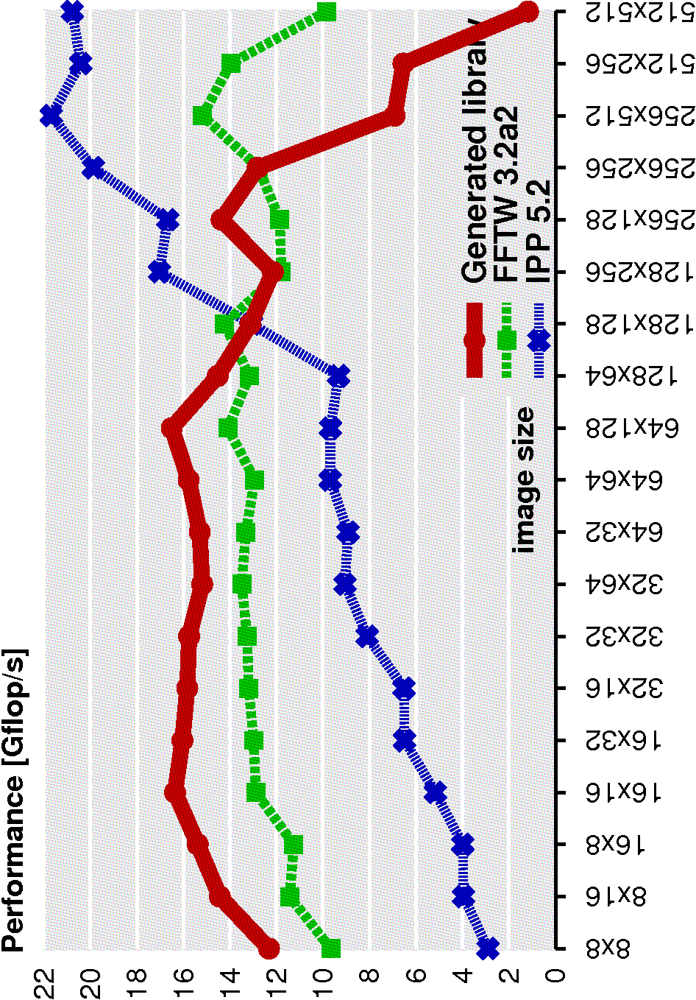 Performance [Gflop/s]
22
20
18
16
14
12
10
8
6
4
2
0
Generated library
FFTW 3.2a2
IPP 5.2
image size
8x8
8x16
16x8
16x16
16x32
32x16
32x32
32x64
64x32
64x64
64x128
128x64
128x128
128x256
256x128
256x256
256x512
512x256
512x512